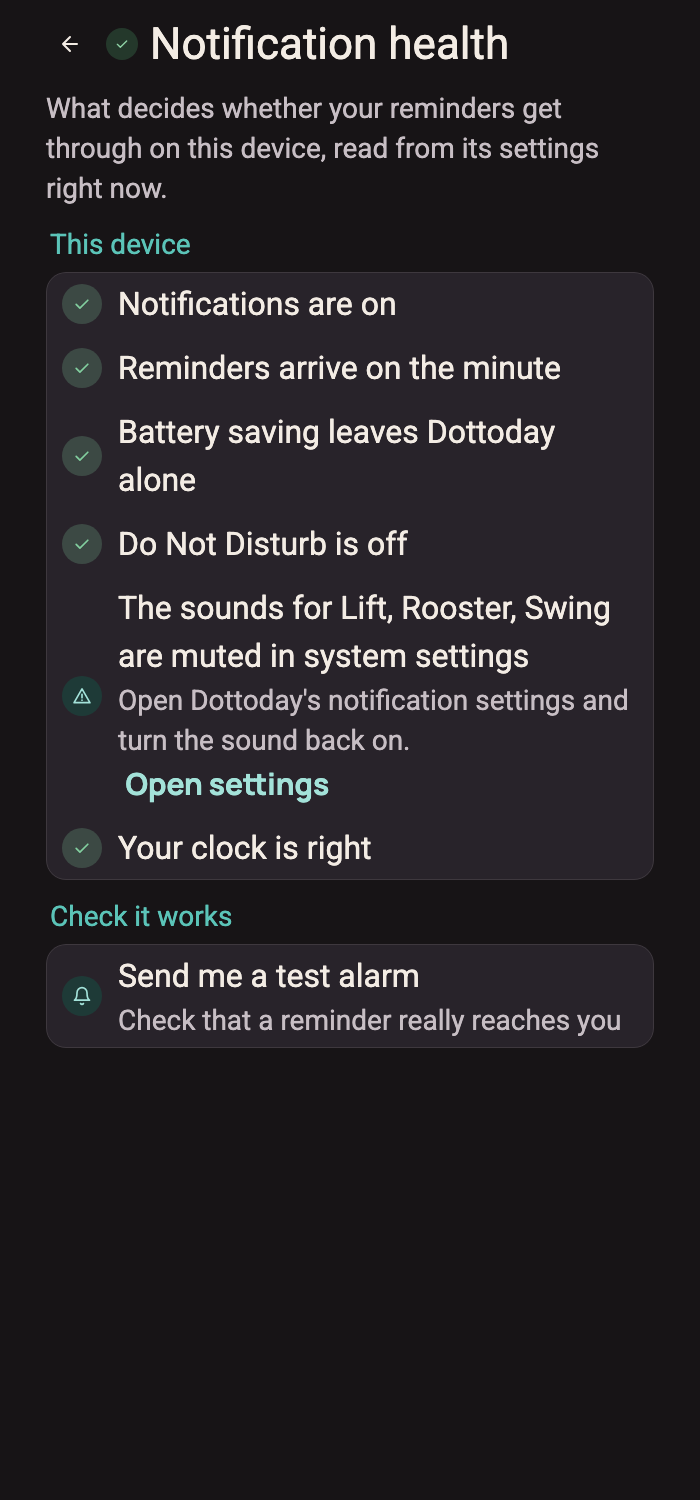 Notification health
What decides whether your reminders get
through on this device, read from its settings
right now.
This device
Notifications are on
Reminders arrive on the minute
Battery saving leaves Dottoday
alone
Do Not Disturb is off
The sounds for Lift, Rooster, Swing
are muted in system settings
Open Dottoday's notification settings and
turn the sound back on.
Open settings
Your clock is right
Check it works
Send me a test alarm
Check that a reminder really reaches you